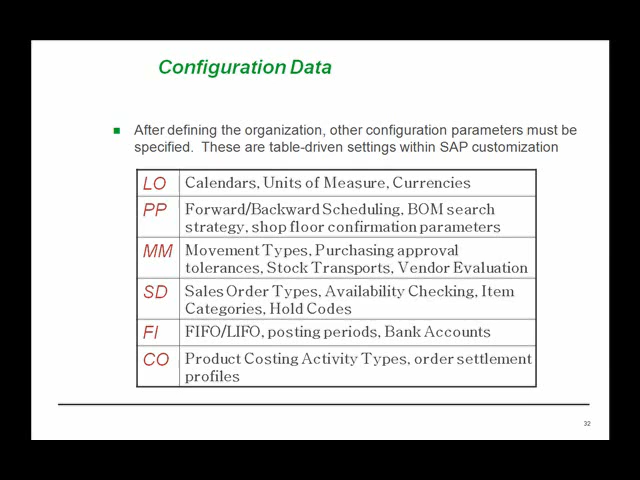 Configuration Data
After defining the organization, other configuration parameters must be
specified. These are table-driven settings within SAP customization
LO Calendars, Units of Measure, Currencies
PP Forward/Backward Scheduling, BOM search
strategy, shop floor confirmation parameters
MM Movement Types, Purchasing approval
tolerances, Stock Transports, Vendor Evaluation
SD Sales Order Types, Availability Checking, Item
Categories, Hold Codes
FI FIFO/LIFO, posting periods, Bank Accounts
CO Product Costing Activity Types, order settlement
profiles
32